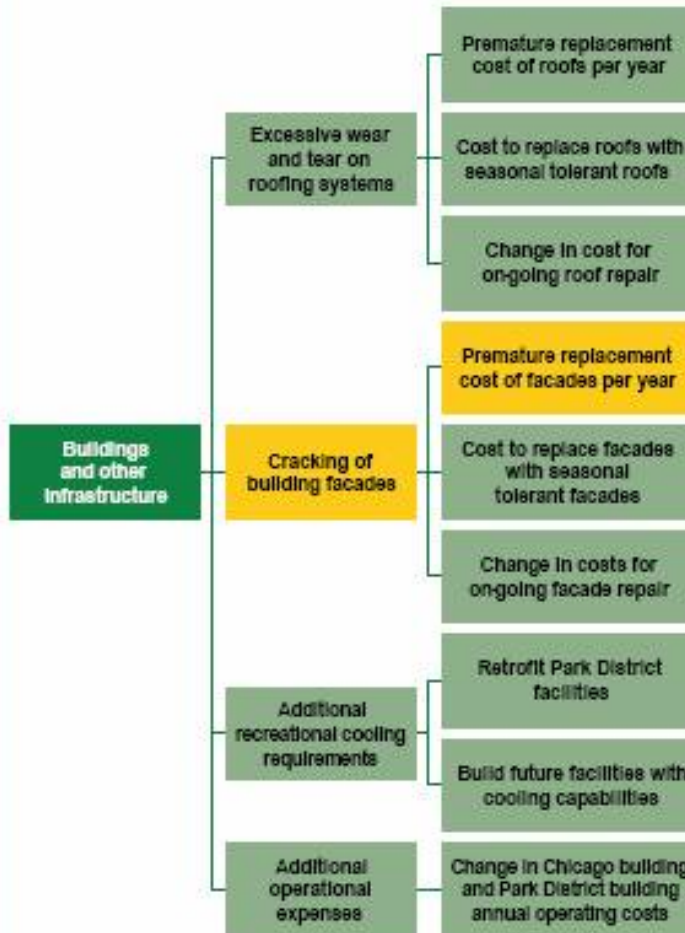 Premature replacement
cost of roofs per year
Excessive wear
and tear on
roofing systems
Cost to replace roofs with
seasonal tolerant roofs
Change in cost for
on-going roof repair
Premature replacement
cost of facades per year
Buildings
and other
Infrastructure
Cracking of
building facades
Cost to replace facades
with seasonal
tolerant facades
Change in costs for
on-going facade repair
Retrofit Park District
facilities
Additional
recreational cooling
requirements
Build future facilities with
cooling capabilities
Additional
operational
expenses
Change in Chicago building
and Park District building
annual operating costs